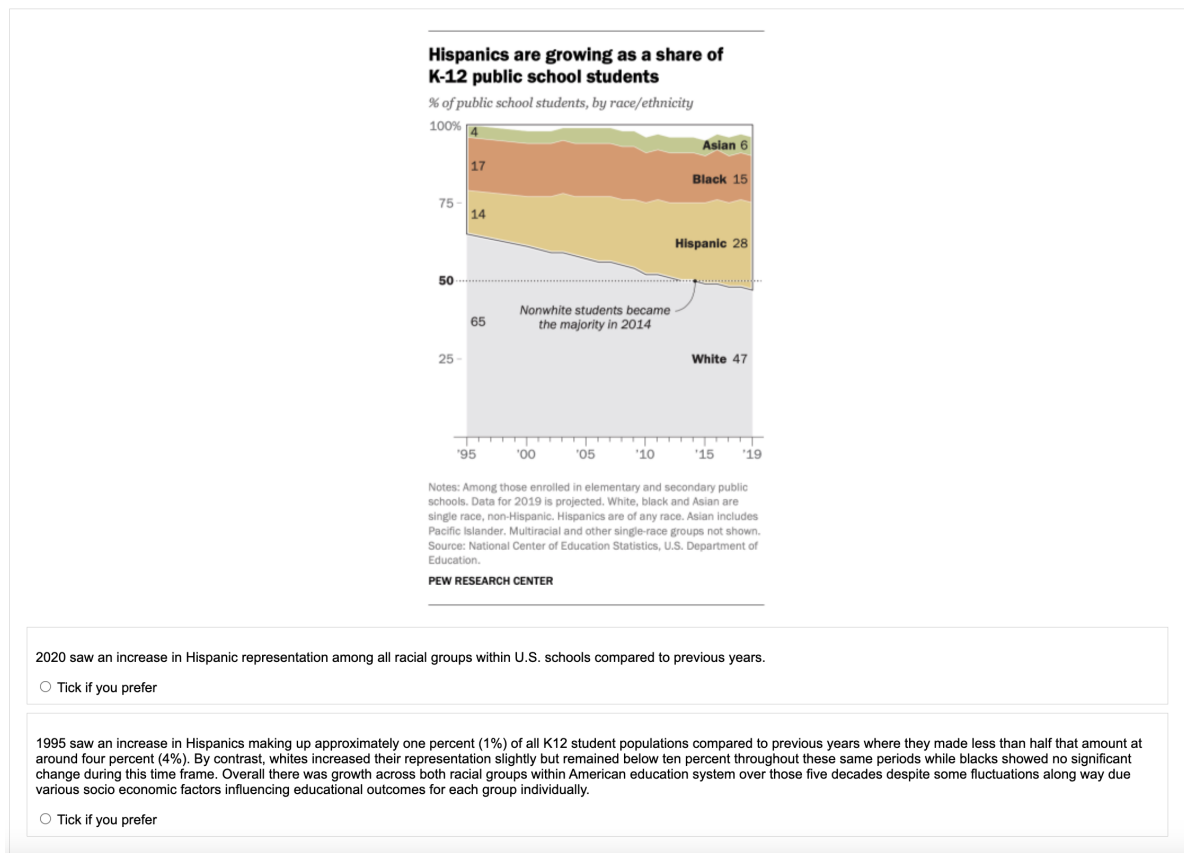 Hispanics are growing as a share of
K-12 public school students
% of public school students, by race/ethnicity
100%
4
Asian 6
17
Black 15
75
14
Hispanic 28
50
Nonwhite students became
the majority in 2014
65
25
White 47
'95 '00 '05 '10 '15 '19
Notes: Among those enrolled in elementary and secondary public
schools. Data for 2019 is projected. White, black and Asian are
single race, non-Hispanic. Hispanics are of any race. Asian includes
Pacific Islander. Multiracial and other single-race groups not shown.
Source: National Center of Education Statistics, U.S. Department of
Education.
PEW RESEARCH CENTER
2020 saw an increase in Hispanic representation among all racial groups within U.S. schools compared to previous years.
Tick if you prefer
1995 saw an increase in Hispanics making up approximately one percent (1%) of all K12 student populations compared to previous years where they made less than half that amount at
around four percent (4%). By contrast, whites increased their representation slightly but remained below ten percent throughout these same periods while blacks showed no significant
change during this time frame. Overall there was growth across both racial groups within American education system over those five decades despite some fluctuations along way due
various socio economic factors influencing educational outcomes for each group individually.
Tick if you prefer